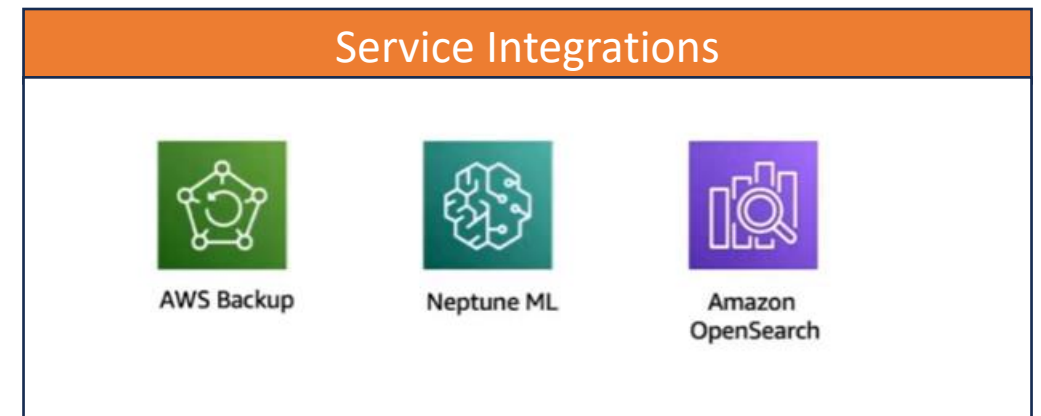 Service Integrations
AWS Backup
Neptune ML
Amazon
OpenSearch